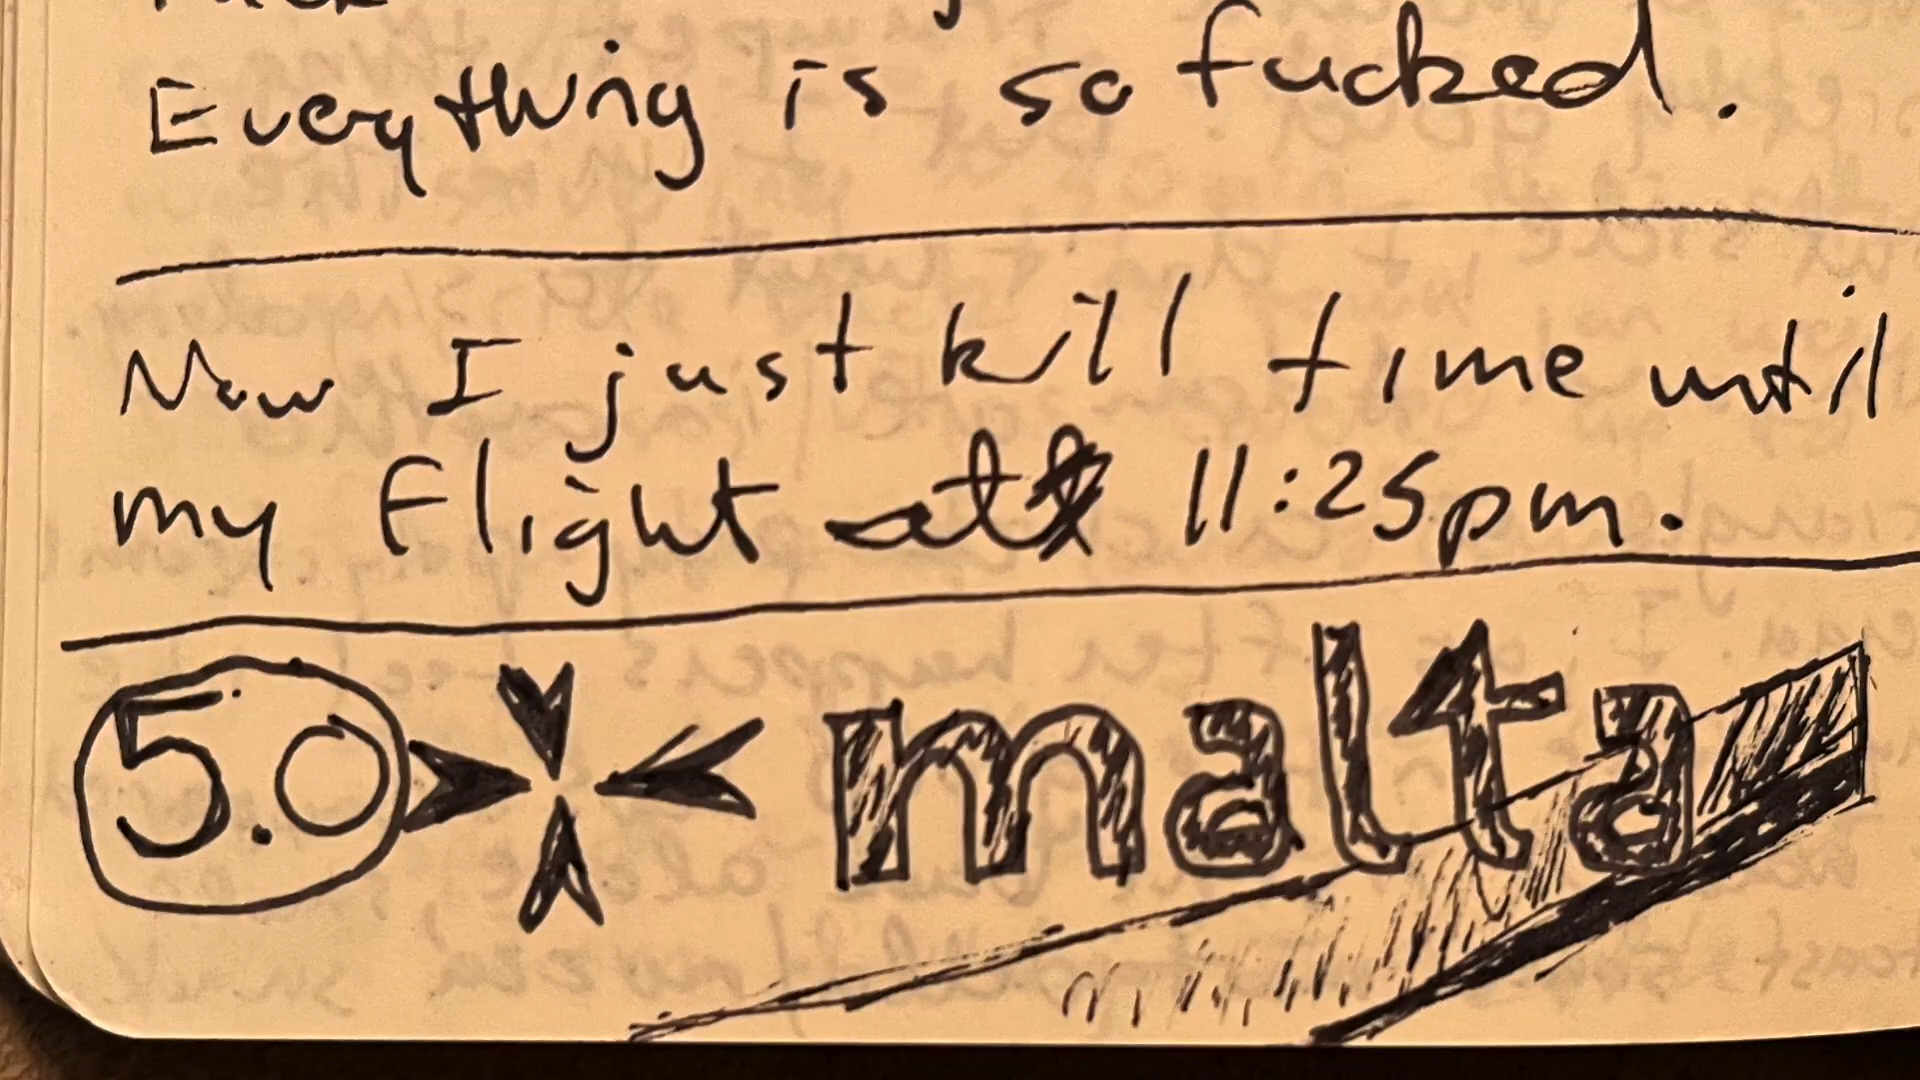 Everything is so fucked.
Now I just kill time until
my flight at 11:25pm.
5.0 malta